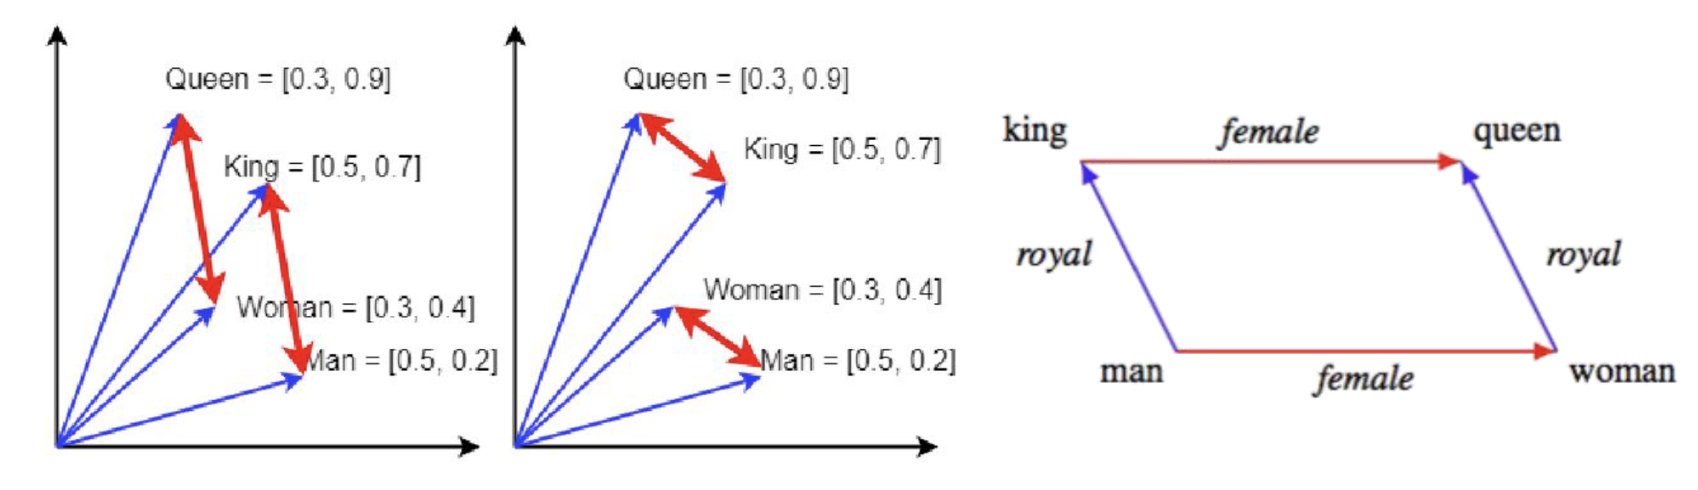 Queen = [0.3, 0.9]
King = [0.5, 0.7]
Woman = [0.3, 0.4]
Man = [0.5, 0.2]
Queen = [0.3, 0.9]
King = [0.5, 0.7]
Woman = [0.3, 0.4]
Man = [0.5, 0.2]
king female queen
royal royal
man female woman